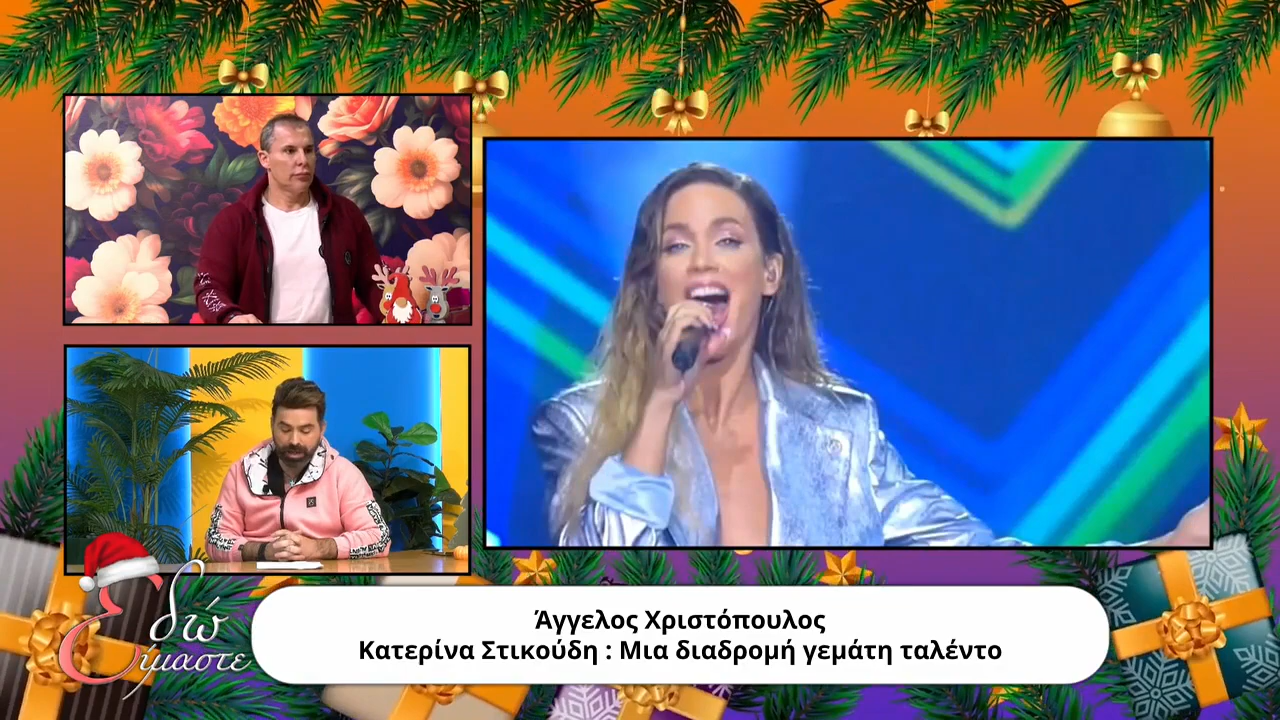 Εδώ
Είμαστε
Άγγελος Χριστόπουλος
Κατερίνα Στικούδη : Μια διαδρομή γεμάτη ταλέντο